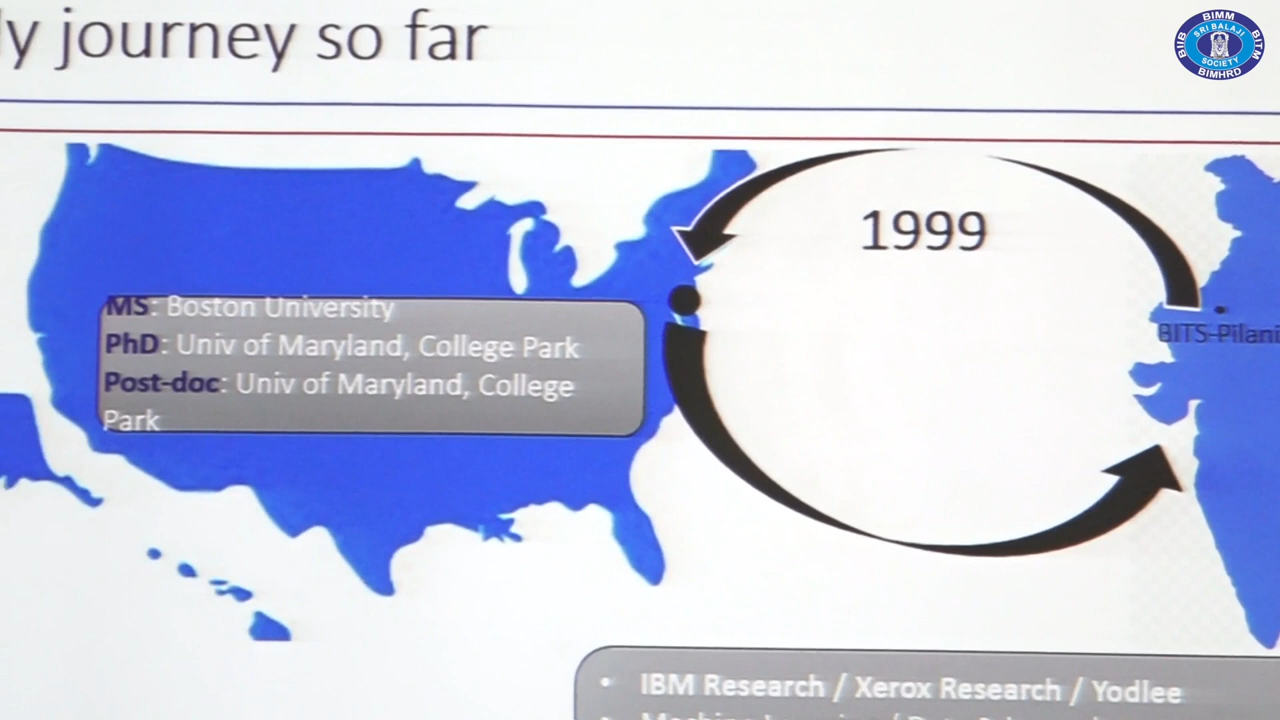 y journey so far
BIMM
BIIB
SRI BALAJI
SOCIETY
BITM
BIMHRD
1999
MS: Boston University
PhD: Univ of Maryland, College Park
Post-doc: Univ of Maryland, College
Park
BITS-Pilani
• IBM Research / Xerox Research / Yodlee